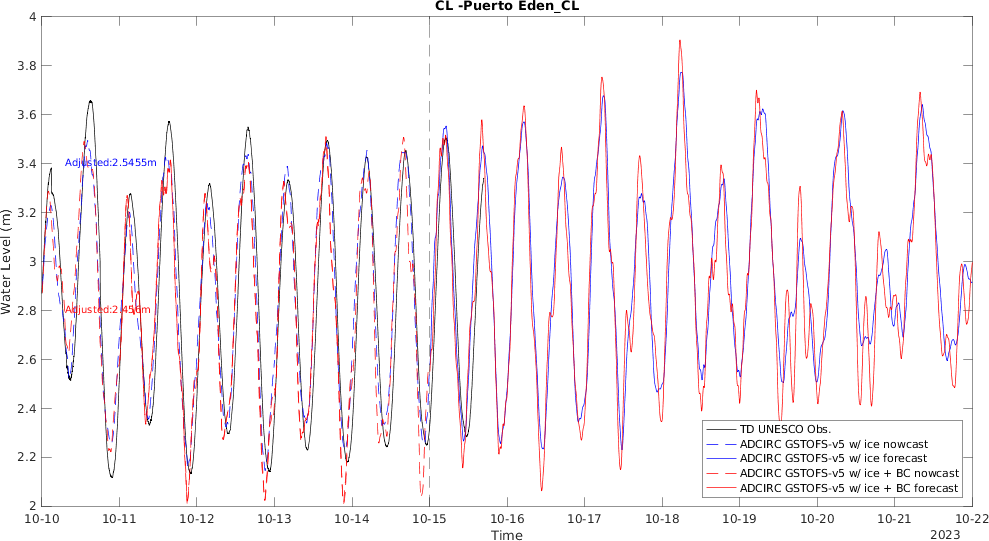 CL -Puerto Eden_CL
4
3.8
3.6
3.4
3.2
3
2.8
2.6
2.4
2.2
2
Water Level (m)
Adjusted:2.5455m
Adjusted:2.456m
TD UNESCO Obs.
ADCIRC GSTOFS-v5 w/ ice nowcast
ADCIRC GSTOFS-v5 w/ ice forecast
ADCIRC GSTOFS-v5 w/ ice + BC nowcast
ADCIRC GSTOFS-v5 w/ ice + BC forecast
10-10 10-11 10-12 10-13 10-14 10-15 10-16 10-17 10-18 10-19 10-20 10-21 10-22
Time
2023